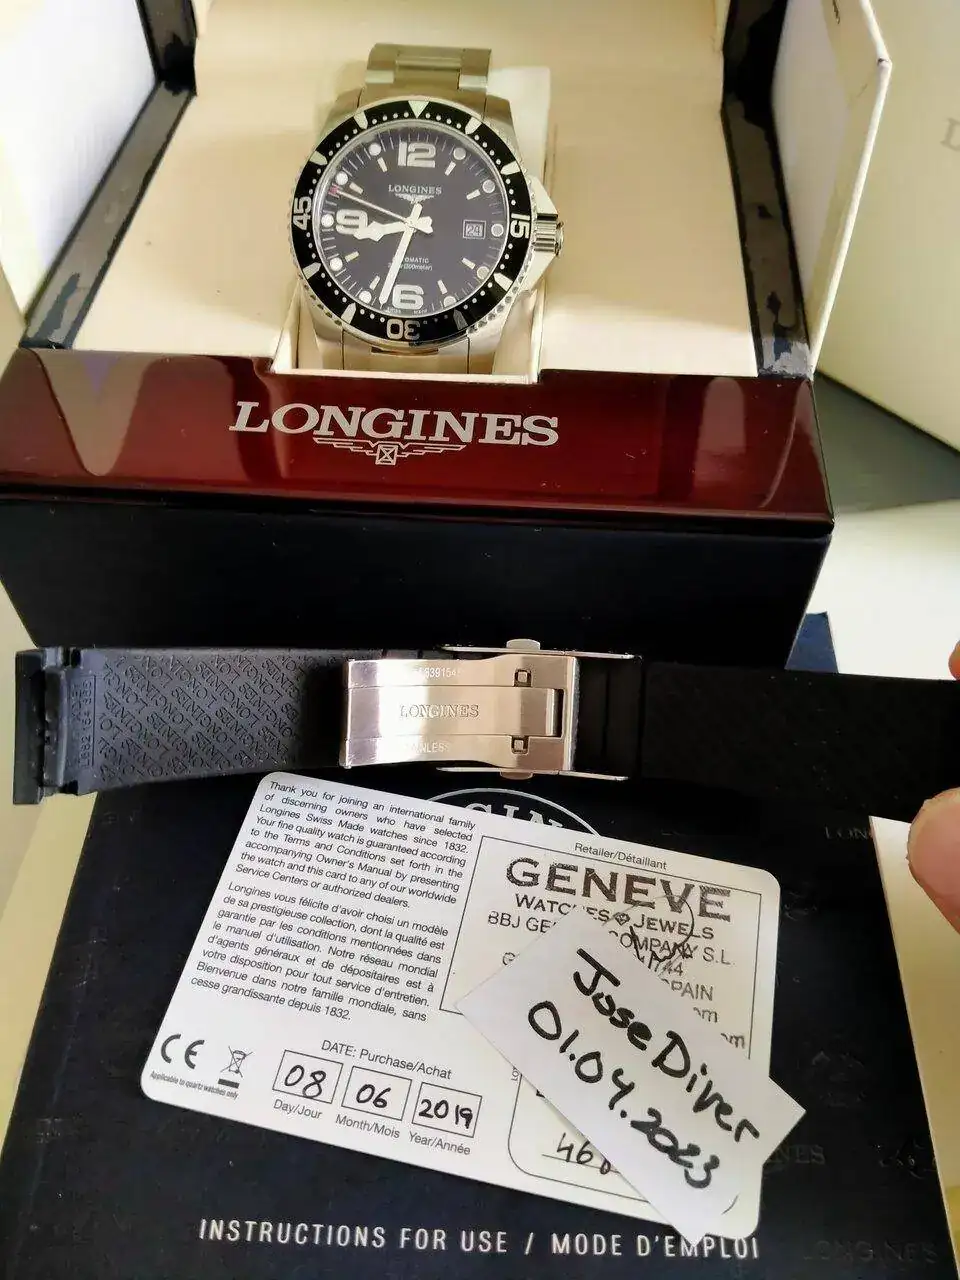 12
LONGINES
45
9
24
15
AUTOMATIC
6
30
LONGINES
LONGINES
Thank you for joining an international family
of discerning owners who have selected
Longines Swiss Made watches since 1832.
Your fine quality watch is guaranteed according
to the Terms and Conditions set forth in the
accompanying Owner's Manual by presenting
the watch and this card to any of our worldwide
Service Centers or authorized dealers.
Longines vous félicite d'avoir choisi un modèle
de sa prestigieuse collection, dont la qualité est
garantie par les conditions mentionnées dans
le manuel d'utilisation. Notre réseau mondial
d'agents généraux et de dépositaires est à
votre disposition pour tout service d'entretien.
Bienvenue dans notre famille mondiale, sans
cesse grandissante depuis 1832.
Retailer/Détaillant
GENEVE
WATCHES JEWELS
BBJ COMPANY S.L.
SPAIN
CE
Applicable to quartz watches only
DATE: Purchase/Achat
08 06 2019
Day/Jour Month/Mois Year/Année
Jose Diver
01.04.2023
INSTRUCTIONS FOR USE / MODE D'EMPLOI
LONGINES